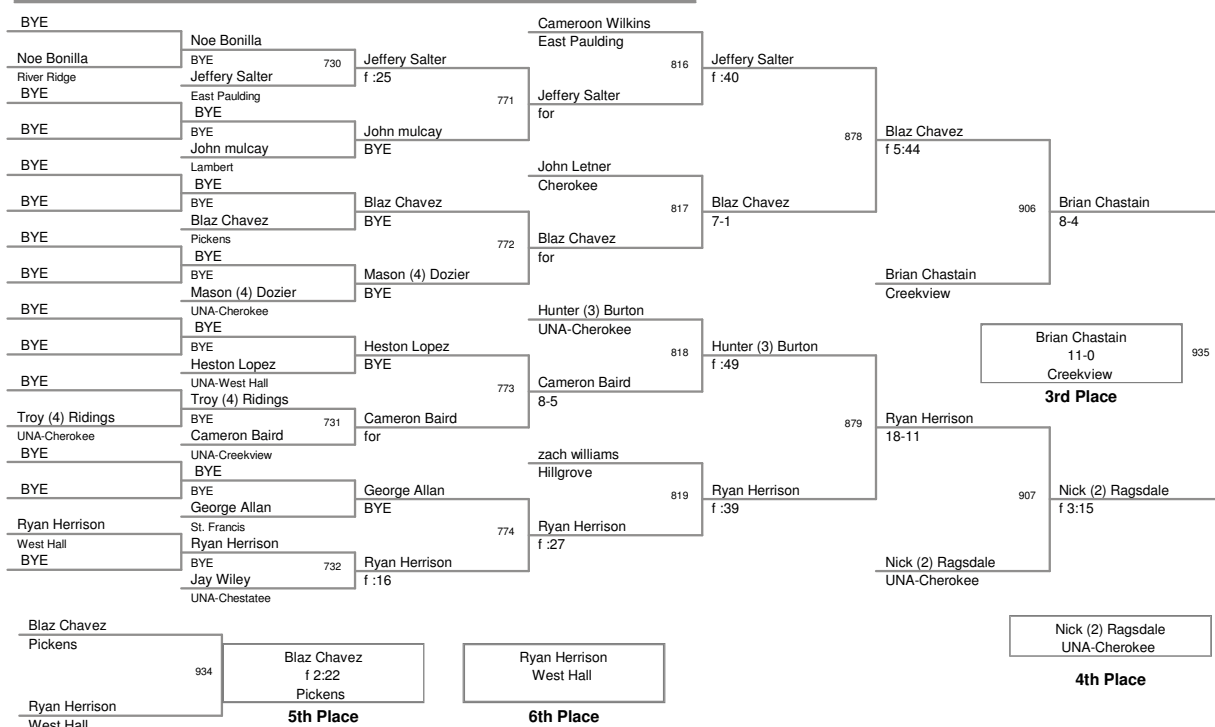 BYE
Noe Bonilla
River Ridge
BYE
BYE
BYE
BYE
BYE
BYE
BYE
BYE
BYE
Troy (4) Ridings
UNA-Cherokee
BYE
BYE
Ryan Herrison
West Hall
BYE
Noe Bonilla
BYE
730
Jeffery Salter
East Paulding
BYE
BYE
John mulcay
Lambert
BYE
BYE
Blaz Chavez
Pickens
BYE
BYE
Mason (4) Dozier
UNA-Cherokee
BYE
BYE
Heston Lopez
UNA-West Hall
Troy (4) Ridings
BYE
731
Cameron Baird
UNA-Creekview
BYE
BYE
George Allan
St. Francis
Ryan Herrison
BYE
732
Jay Wiley
UNA-Chestatee
Jeffery Salter
f :25
771
John mulcay
BYE
Blaz Chavez
BYE
772
Mason (4) Dozier
BYE
Heston Lopez
BYE
773
Cameron Baird
for
George Allan
BYE
774
Ryan Herrison
f :16
Cameroon Wilkins
East Paulding
816
Jeffery Salter
for
John Letner
Cherokee
817
Blaz Chavez
for
Hunter (3) Burton
UNA-Cherokee
818
Cameron Baird
8-5
zach williams
Hillgrove
819
Ryan Herrison
f :27
Jeffery Salter
f :40
878
Blaz Chavez
7-1
Hunter (3) Burton
f :49
879
Ryan Herrison
f :39
Blaz Chavez
f 5:44
906
Brian Chastain
Creekview
Ryan Herrison
18-11
907
Nick (2) Ragsdale
UNA-Cherokee
Brian Chastain
8-4
Brian Chastain
11-0
Creekview
935
3rd Place
Nick (2) Ragsdale
f 3:15
Nick (2) Ragsdale
UNA-Cherokee
4th Place
Blaz Chavez
Pickens
934
Ryan Herrison
West Hall
Blaz Chavez
f 2:22
Pickens
5th Place
Ryan Herrison
West Hall
6th Place